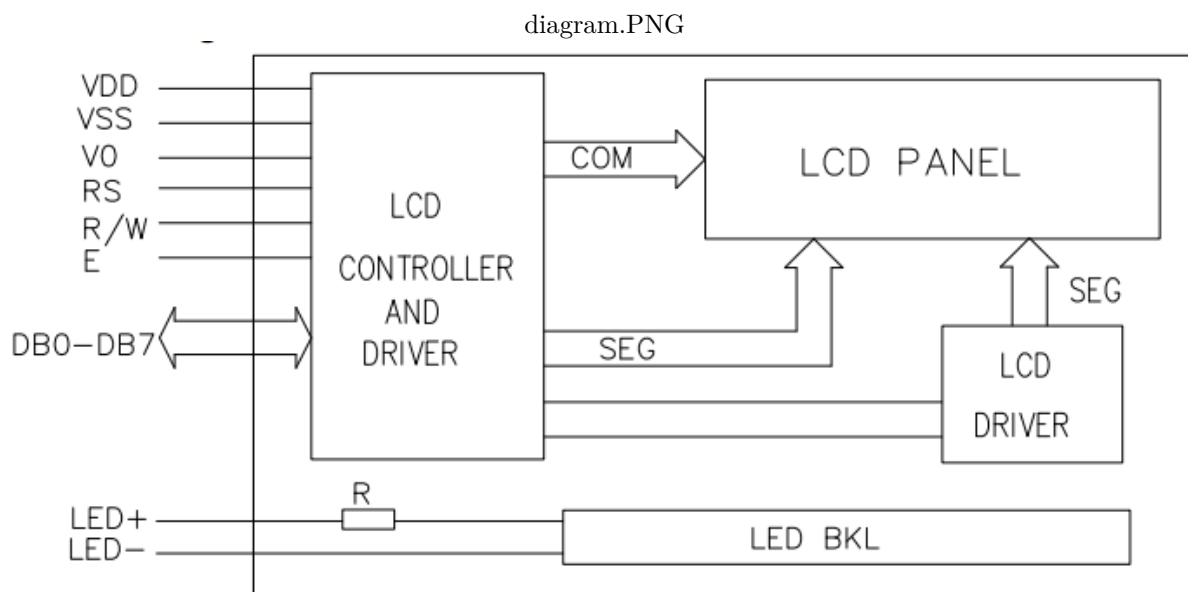 diagram.PNG
VDD
VSS
V0
RS
R/W
E
DB0-DB7
LED+
LED-
LCD
CONTROLLER
AND
DRIVER
COM
SEG
LCD PANEL
SEG
LCD
DRIVER
R
LED BKL